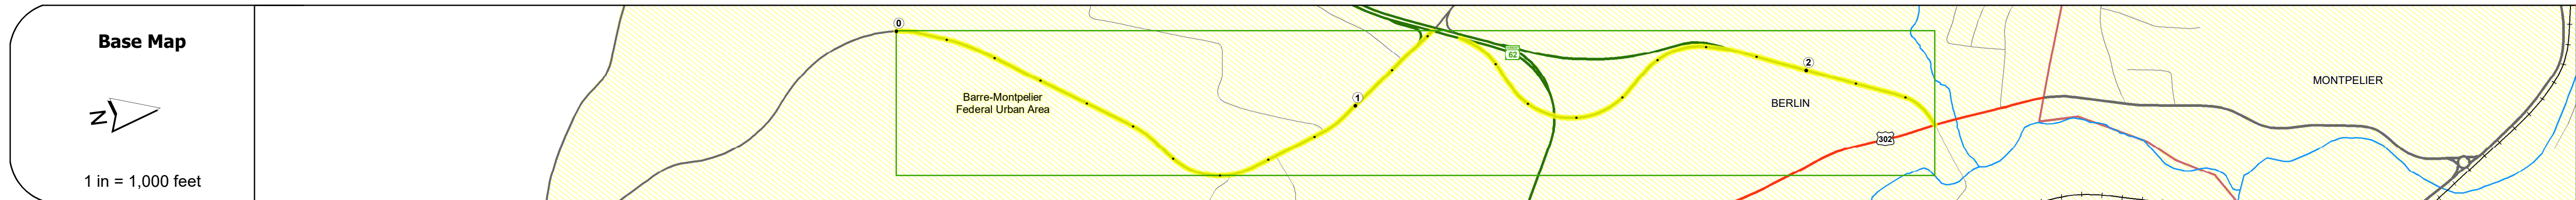 Base Map
N
1 in = 1,000 feet
0
Barre-Montpelier
Federal Urban Area
1
62
2
BERLIN
302
MONTPELIER